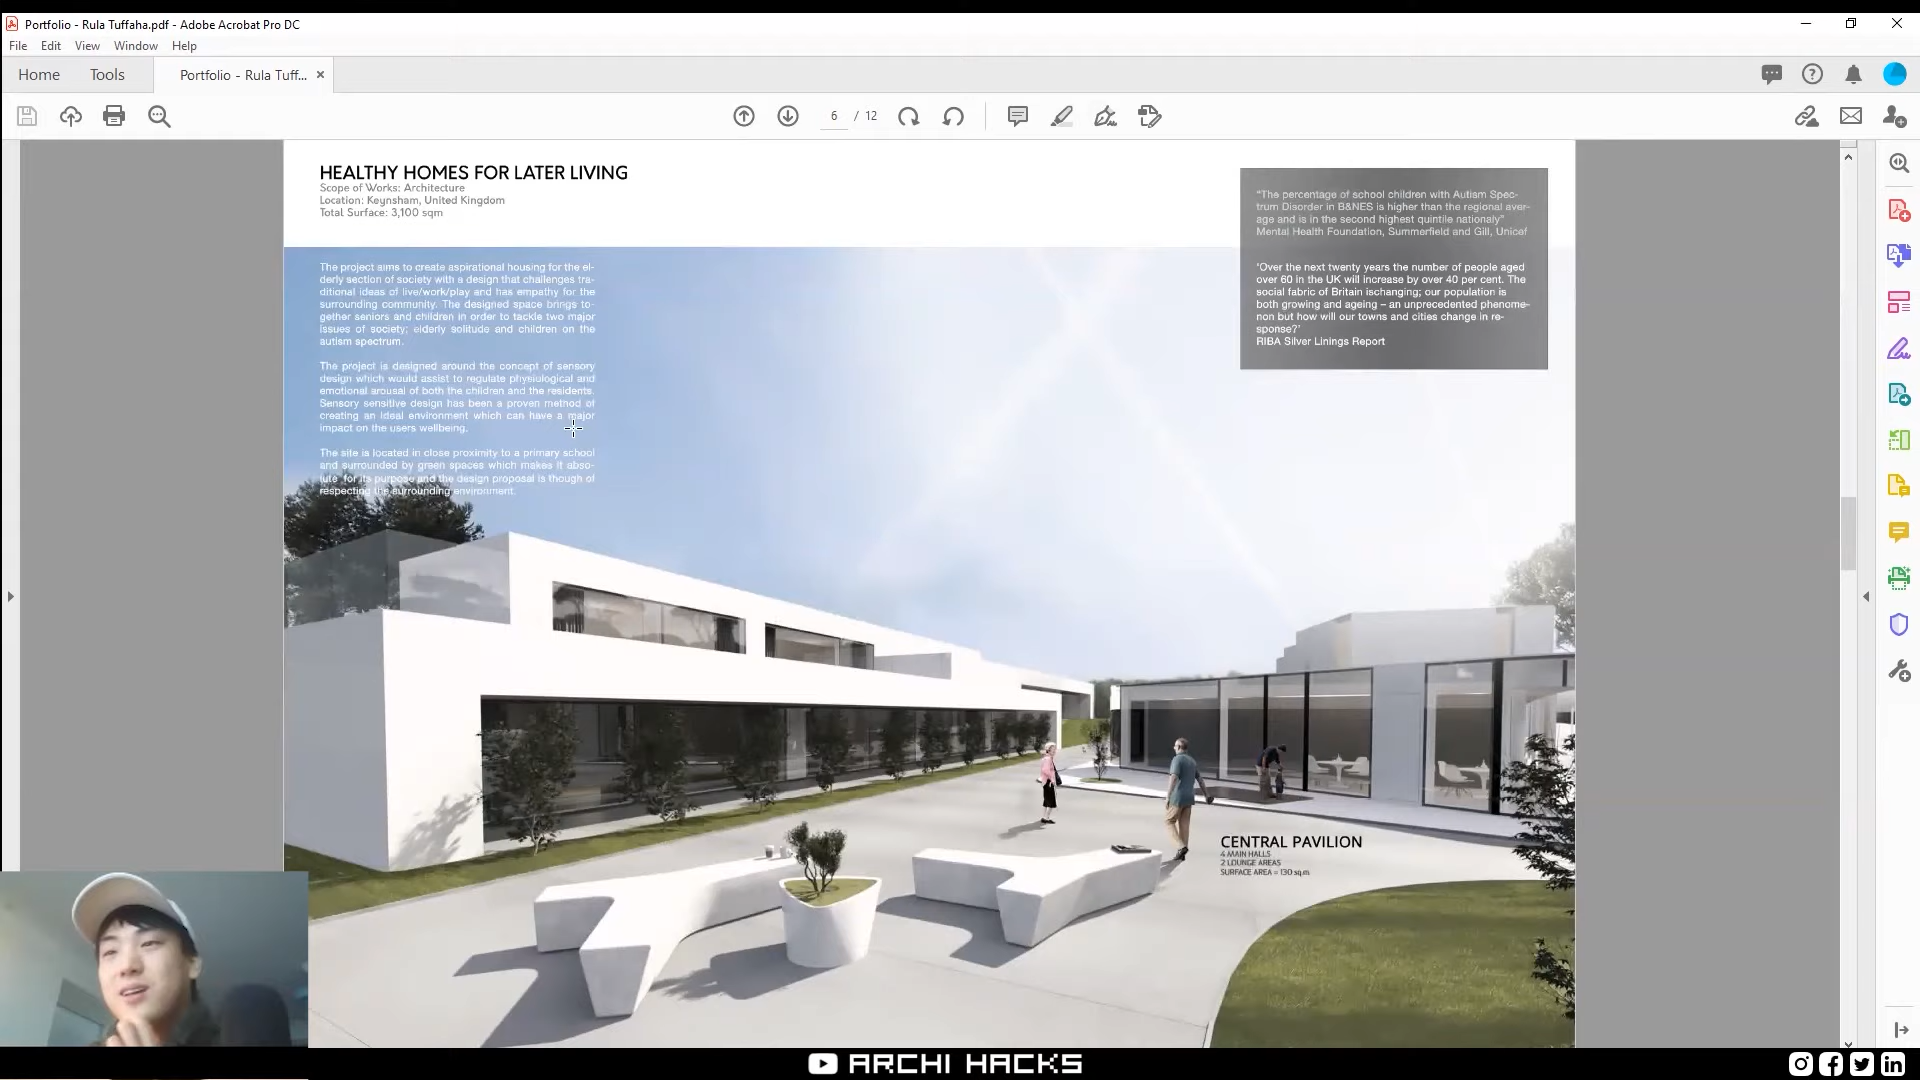 Portfolio - Rula Tuffaha.pdf - Adobe Acrobat Pro DC
File Edit View Window Help
Home Tools Portfolio - Rula Tuff... ×
6 / 12
HEALTHY HOMES FOR LATER LIVING
Scope of Works: Architecture
Location: Keynsham, United Kingdom
Total Surface: 3,100 sqm
"The percentage of school children with Autism Spec-
trum Disorder in B&NES is higher than the regional aver-
age and is in the second highest quintile nationaly"
Mental Health Foundation, Summerfield and Gill, Unicef
'Over the next twenty years the number of people aged
over 60 in the UK will increase by over 40 per cent. The
social fabric of Britain ischanging; our population is
both growing and ageing – an unprecedented phenome-
non but how will our towns and cities change in re-
sponse?'
RIBA Silver Linings Report
The project aims to create aspirational housing for the el-
derly section of society with a design that challenges tra-
ditional ideas of live/work/play and has empathy for the
surrounding community. The designed space brings to-
gether seniors and children in order to tackle two major
issues of society; elderly solitude and children on the
autism spectrum.
The project is designed around the concept of sensory
design which would assist to regulate physiological and
emotional arousal of both the children and the residents.
Sensory sensitive design has been a proven method of
creating an ideal environment which can have a major
impact on the users wellbeing.
The site is located in close proximity to a primary school
and surrounded by green spaces which makes it abso-
lute for its purpose and the design proposal is though of
respecting the surrounding environment.
CENTRAL PAVILION
4 MAIN HALLS
2 LOUNGE AREAS
SURFACE AREA = 130 sq.m.
ARCHI HACKS